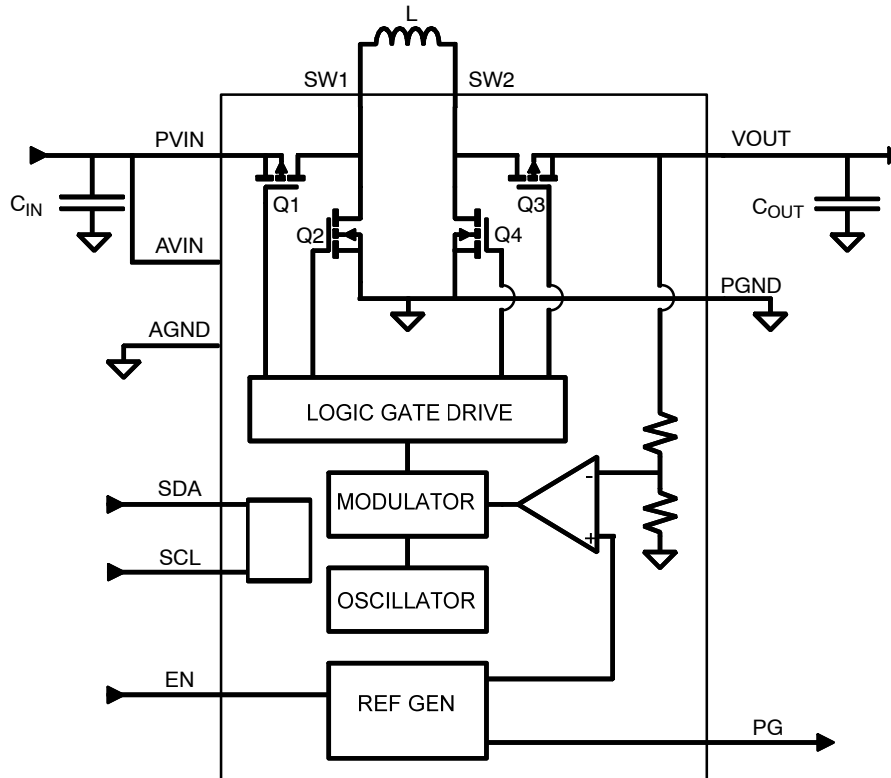 L
SW1
SW2
PVIN
VOUT
CIN
Q1
Q3
COUT
Q2
Q4
AVIN
PGND
AGND
LOGIC GATE DRIVE
-
SDA
MODULATOR
+
SCL
OSCILLATOR
EN
REF GEN
PG